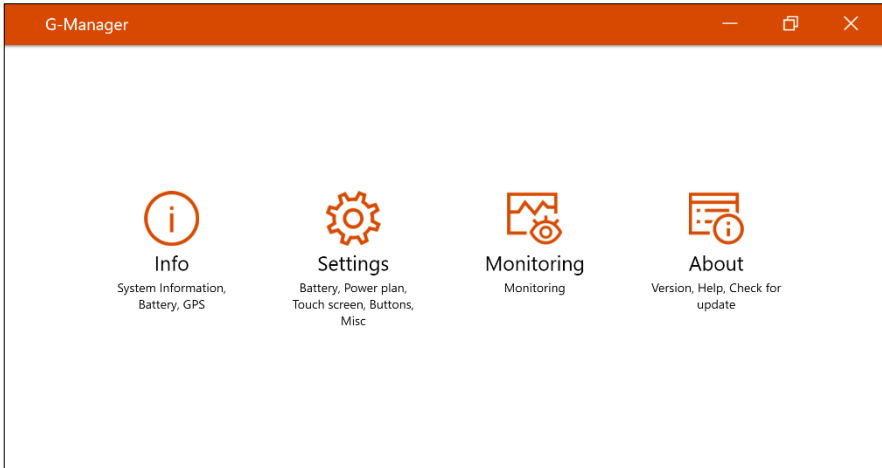 G-Manager
Info
System Information,
Battery, GPS
Settings
Battery, Power plan,
Touch screen, Buttons,
Misc
Monitoring
Monitoring
About
Version, Help, Check for
update